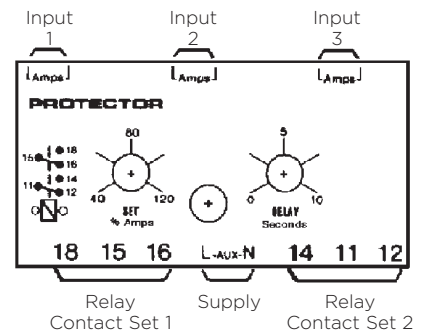 Input 1
Input 2
Input 3
Amps
Amps
Amps
PROTECTOR
80
5
18
15 16
14
11 12
40 120
0 10
SET
% Amps
DELAY
Seconds
18 15 16 L-AUX-N 14 11 12
Relay Contact Set 1
Supply
Relay Contact Set 2